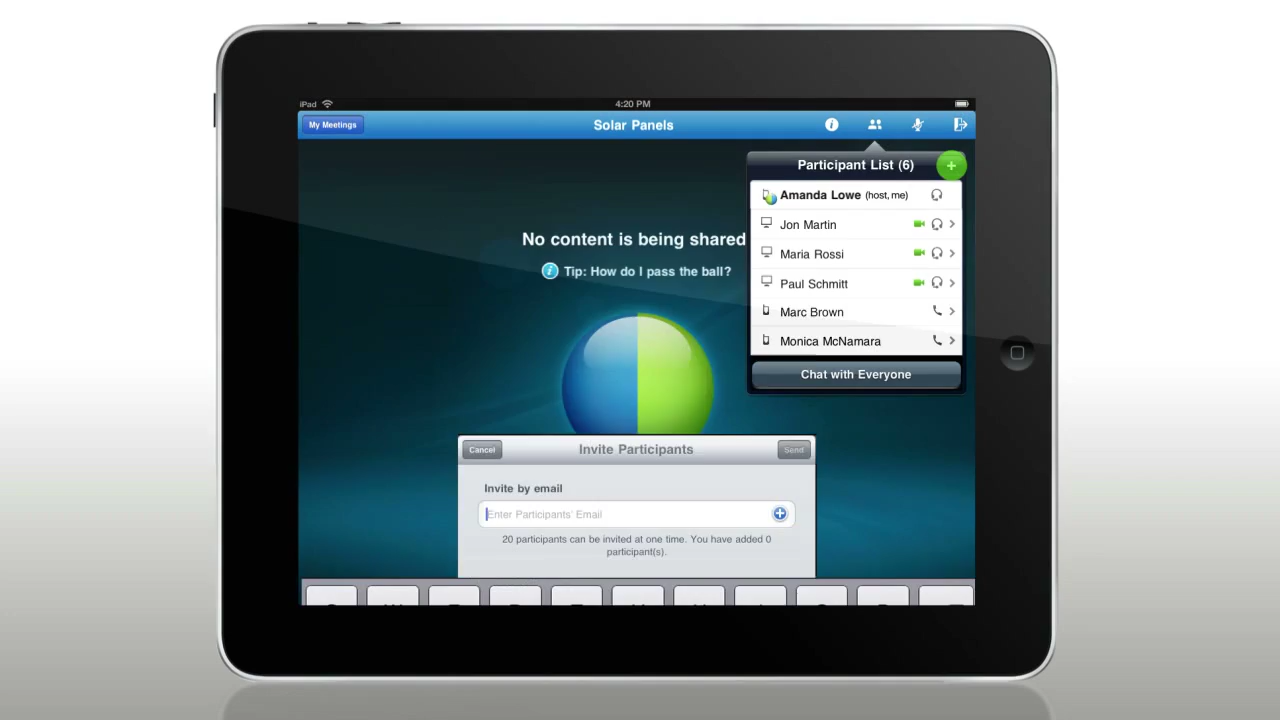 iPad
4:20 PM
My Meetings
Solar Panels
Participant List (6)
Amanda Lowe (host, me)
Jon Martin
Maria Rossi
Paul Schmitt
Marc Brown
Monica McNamara
Chat with Everyone
No content is being shared
Tip: How do I pass the ball?
Cancel
Invite Participants
Send
Invite by email
Enter Participants' Email
20 participants can be invited at one time. You have added 0
participant(s).